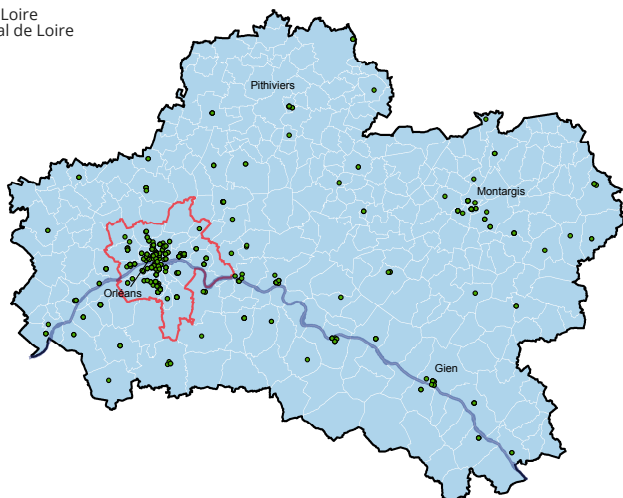 Loire
al de Loire
Pithiviers
Montargis
Orléans
Gien